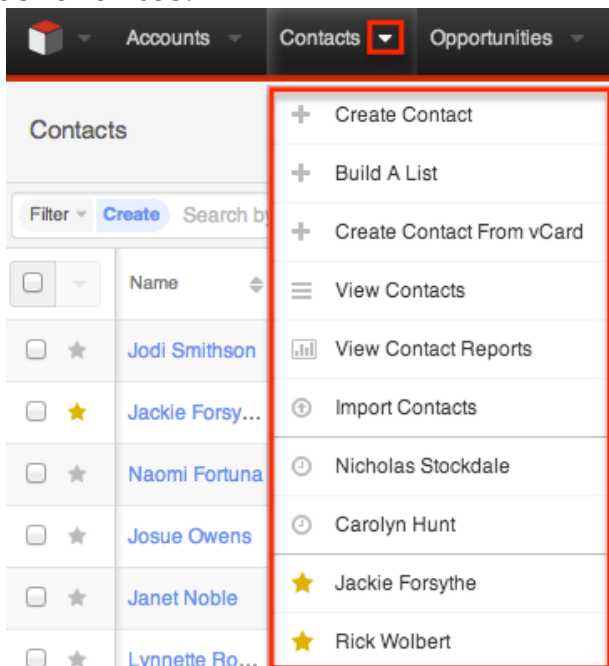 Accounts Contacts Opportunities
Contacts
Filter Create Search by
Name
Jodi Smithson
Jackie Forsy...
Naomi Fortuna
Josue Owens
Janet Noble
Lynnette Ro...
Create Contact
Build A List
Create Contact From vCard
View Contacts
View Contact Reports
Import Contacts
Nicholas Stockdale
Carolyn Hunt
Jackie Forsythe
Rick Wolbert